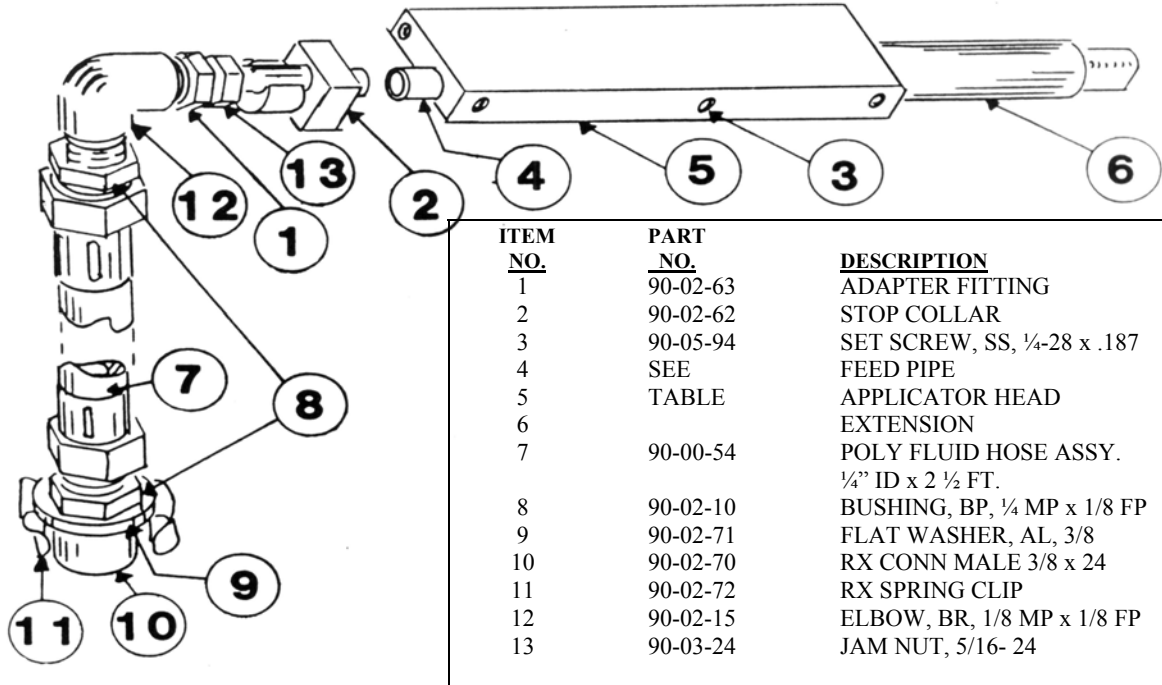 13
12
1
2
4
5
3
6
7
8
9
11
10
ITEM PART
NO. NO. DESCRIPTION
1 90-02-63 ADAPTER FITTING
2 90-02-62 STOP COLLAR
3 90-05-94 SET SCREW, SS, ¼-28 x .187
4 SEE FEED PIPE
5 TABLE APPLICATOR HEAD
6 EXTENSION
7 90-00-54 POLY FLUID HOSE ASSY.
¼” ID x 2 ½ FT.
8 90-02-10 BUSHING, BP, ¼ MP x 1/8 FP
9 90-02-71 FLAT WASHER, AL, 3/8
10 90-02-70 RX CONN MALE 3/8 x 24
11 90-02-72 RX SPRING CLIP
12 90-02-15 ELBOW, BR, 1/8 MP x 1/8 FP
13 90-03-24 JAM NUT, 5/16- 24